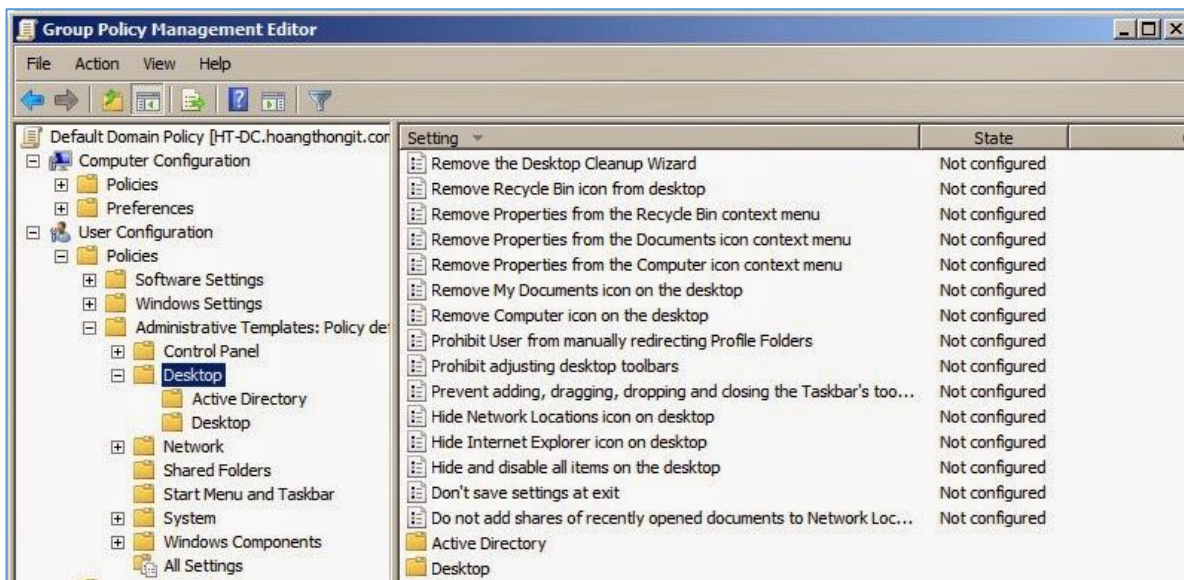 Group Policy Management Editor
File Action View Help
Default Domain Policy [HT-DC.hoangthongit.com
Computer Configuration
Policies
Preferences
User Configuration
Policies
Software Settings
Windows Settings
Administrative Templates: Policy de
Control Panel
Desktop
Active Directory
Desktop
Network
Shared Folders
Start Menu and Taskbar
System
Windows Components
All Settings
Setting State
Remove the Desktop Cleanup Wizard Not configured
Remove Recycle Bin icon from desktop Not configured
Remove Properties from the Recycle Bin context menu Not configured
Remove Properties from the Documents icon context menu Not configured
Remove Properties from the Computer icon context menu Not configured
Remove My Documents icon on the desktop Not configured
Remove Computer icon on the desktop Not configured
Prohibit User from manually redirecting Profile Folders Not configured
Prohibit adjusting desktop toolbars Not configured
Prevent adding, dragging, dropping and closing the Taskbar's too... Not configured
Hide Network Locations icon on desktop Not configured
Hide Internet Explorer icon on desktop Not configured
Hide and disable all items on the desktop Not configured
Don't save settings at exit Not configured
Do not add shares of recently opened documents to Network Loc... Not configured
Active Directory
Desktop